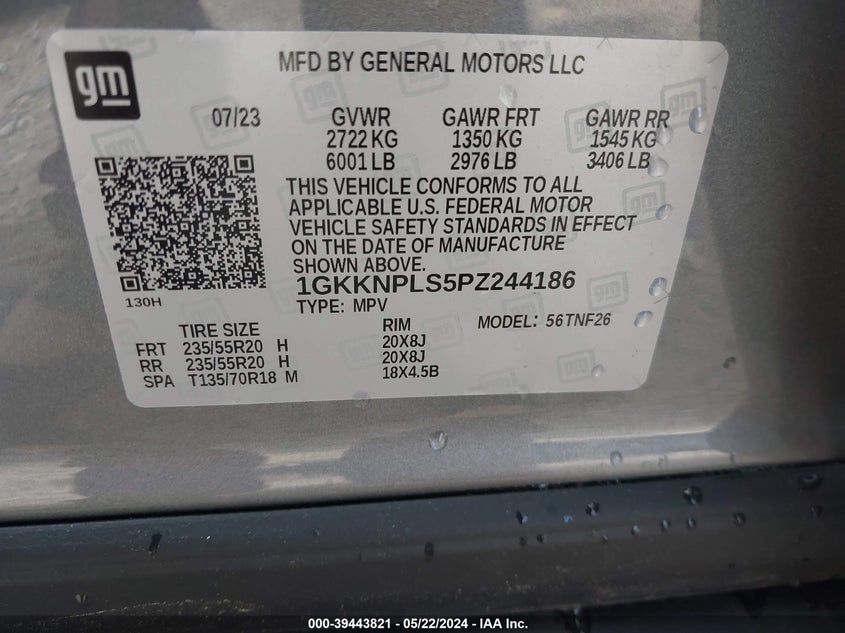 gm
MFD BY GENERAL MOTORS LLC
07/23 GVWR GAWR FRT GAWR RR
2722 KG 1350 KG 1545 KG
6001 LB 2976 LB 3406 LB
THIS VEHICLE CONFORMS TO ALL
APPLICABLE U.S. FEDERAL MOTOR
VEHICLE SAFETY STANDARDS IN EFFECT
ON THE DATE OF MANUFACTURE
SHOWN ABOVE.
1GKKNPLS5PZ244186
130H
TYPE: MPV MODEL: 56TNF26
TIRE SIZE RIM
FRT 235/55R20 H 20X8J
RR 235/55R20 H 20X8J
SPA T135/70R18 M 18X4.5B
000-39443821 - 05/22/2024 - IAA Inc.